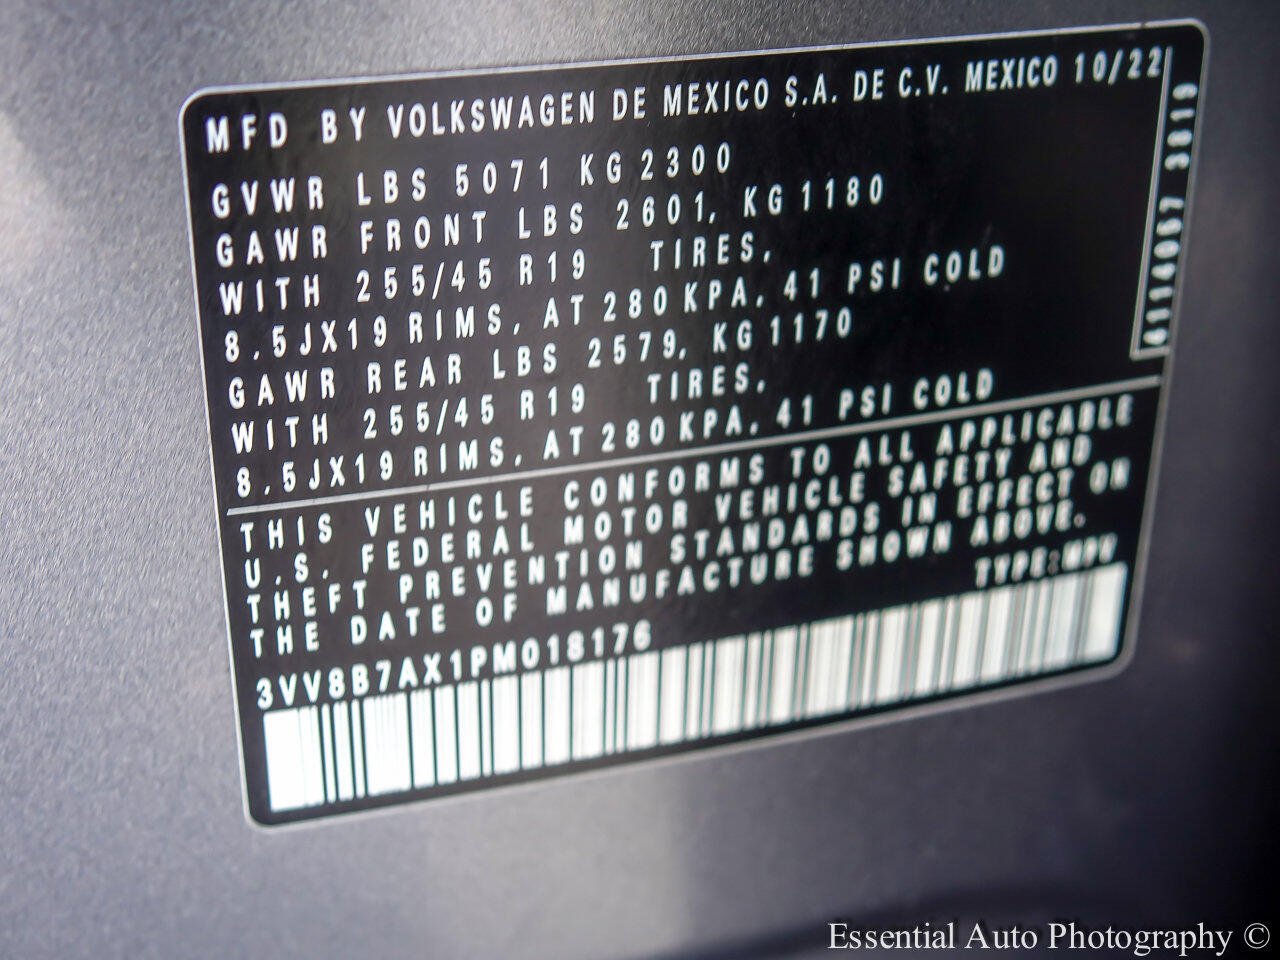 MFD BY VOLKSWAGEN DE MEXICO S.A. DE C.V. MEXICO 10/22
GVWR LBS 5071 KG 2300
GAWR FRONT LBS 2601, KG 1180
WITH 255/45 R19 TIRES,
8.5JX19 RIMS, AT 280 KPA, 41 PSI COLD
GAWR REAR LBS 2579, KG 1170
WITH 255/45 R19 TIRES,
8.5JX19 RIMS, AT 280 KPA, 41 PSI COLD
THIS VEHICLE CONFORMS TO ALL APPLICABLE
U.S. FEDERAL MOTOR VEHICLE SAFETY AND
THEFT PREVENTION STANDARDS IN EFFECT ON
THE DATE OF MANUFACTURE SHOWN ABOVE.
TYPE:MPV
3VV8B7AX1PM018176
Essential Auto Photography ©